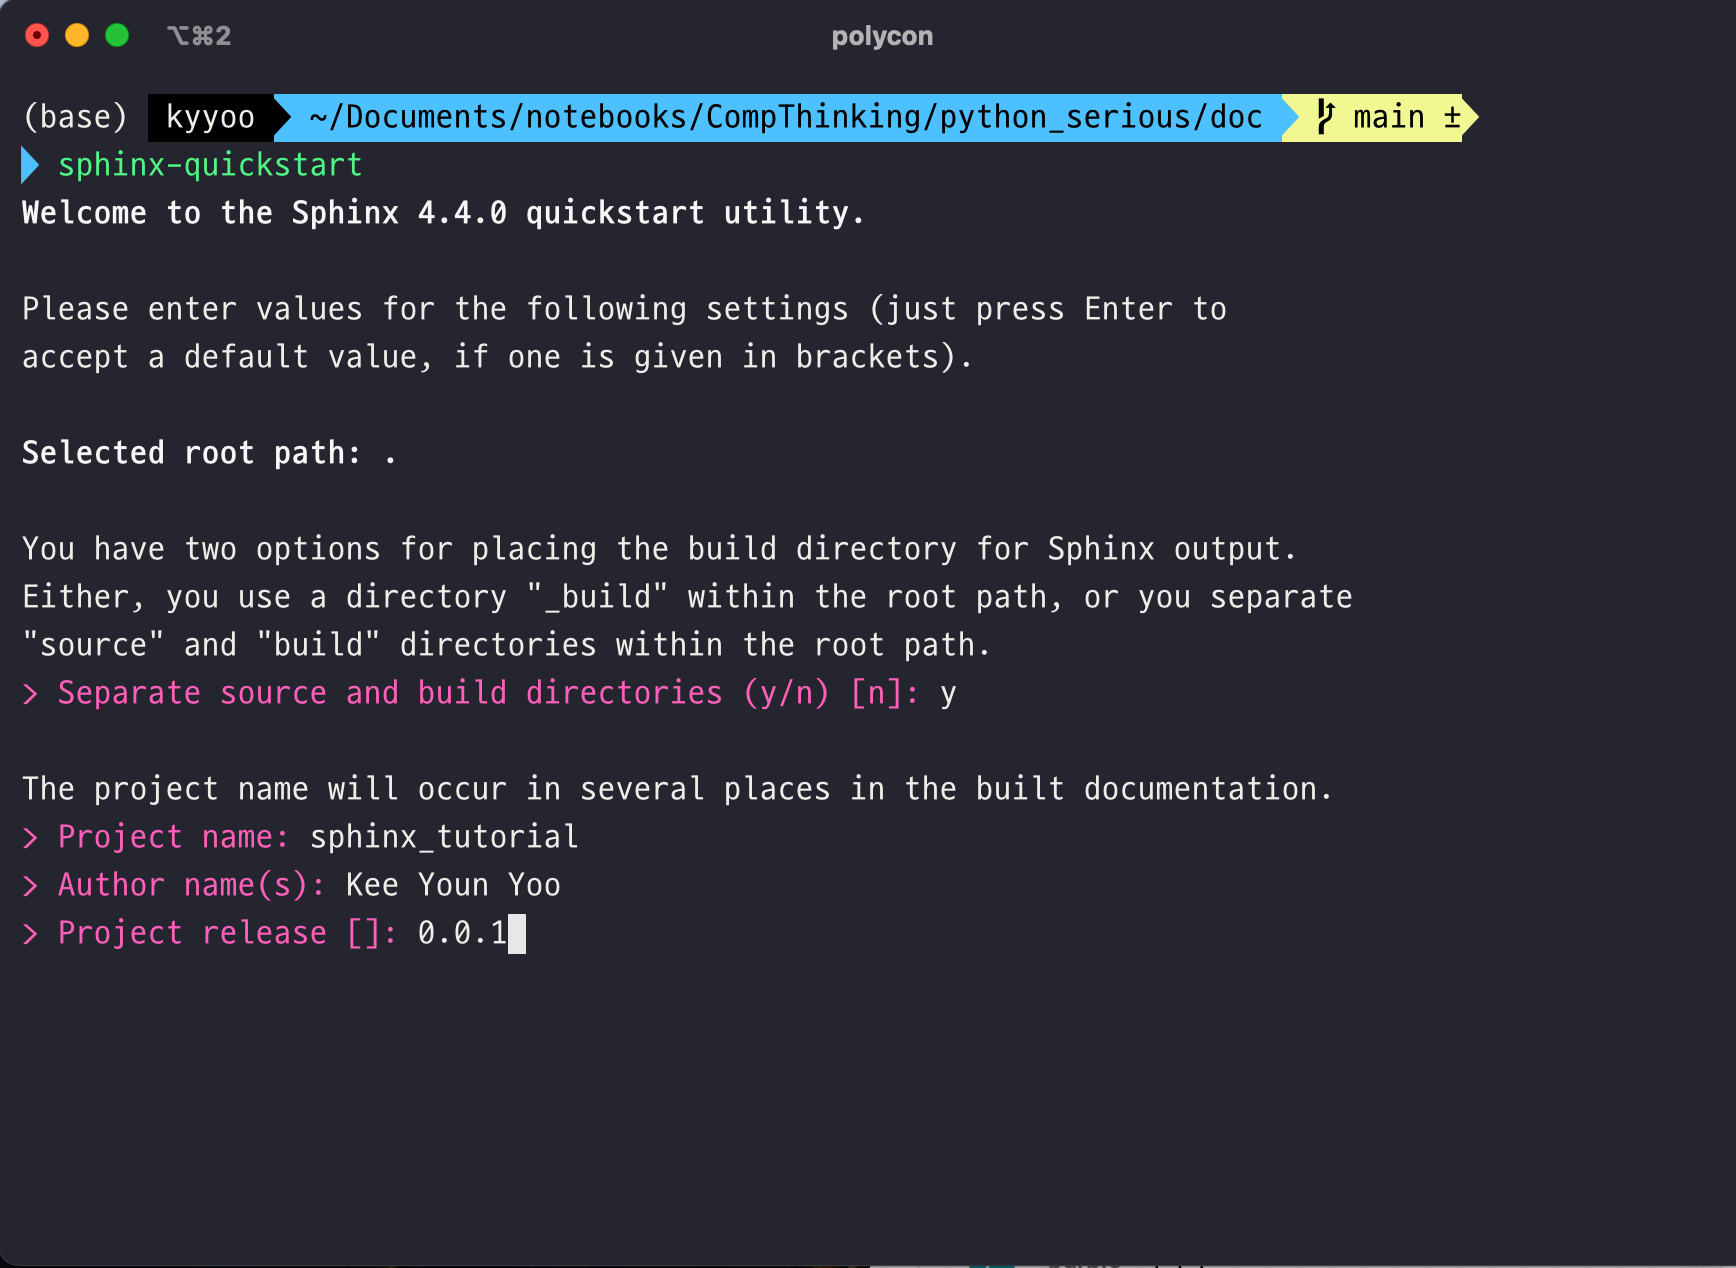 ⌥⌘2 polycon
(base) kyyoo ~/Documents/notebooks/CompThinking/python_serious/doc main ±
sphinx-quickstart
Welcome to the Sphinx 4.4.0 quickstart utility.
Please enter values for the following settings (just press Enter to
accept a default value, if one is given in brackets).
Selected root path: .
You have two options for placing the build directory for Sphinx output.
Either, you use a directory "_build" within the root path, or you separate
"source" and "build" directories within the root path.
> Separate source and build directories (y/n) [n]: y
The project name will occur in several places in the built documentation.
> Project name: sphinx_tutorial
> Author name(s): Kee Youn Yoo
> Project release []: 0.0.1